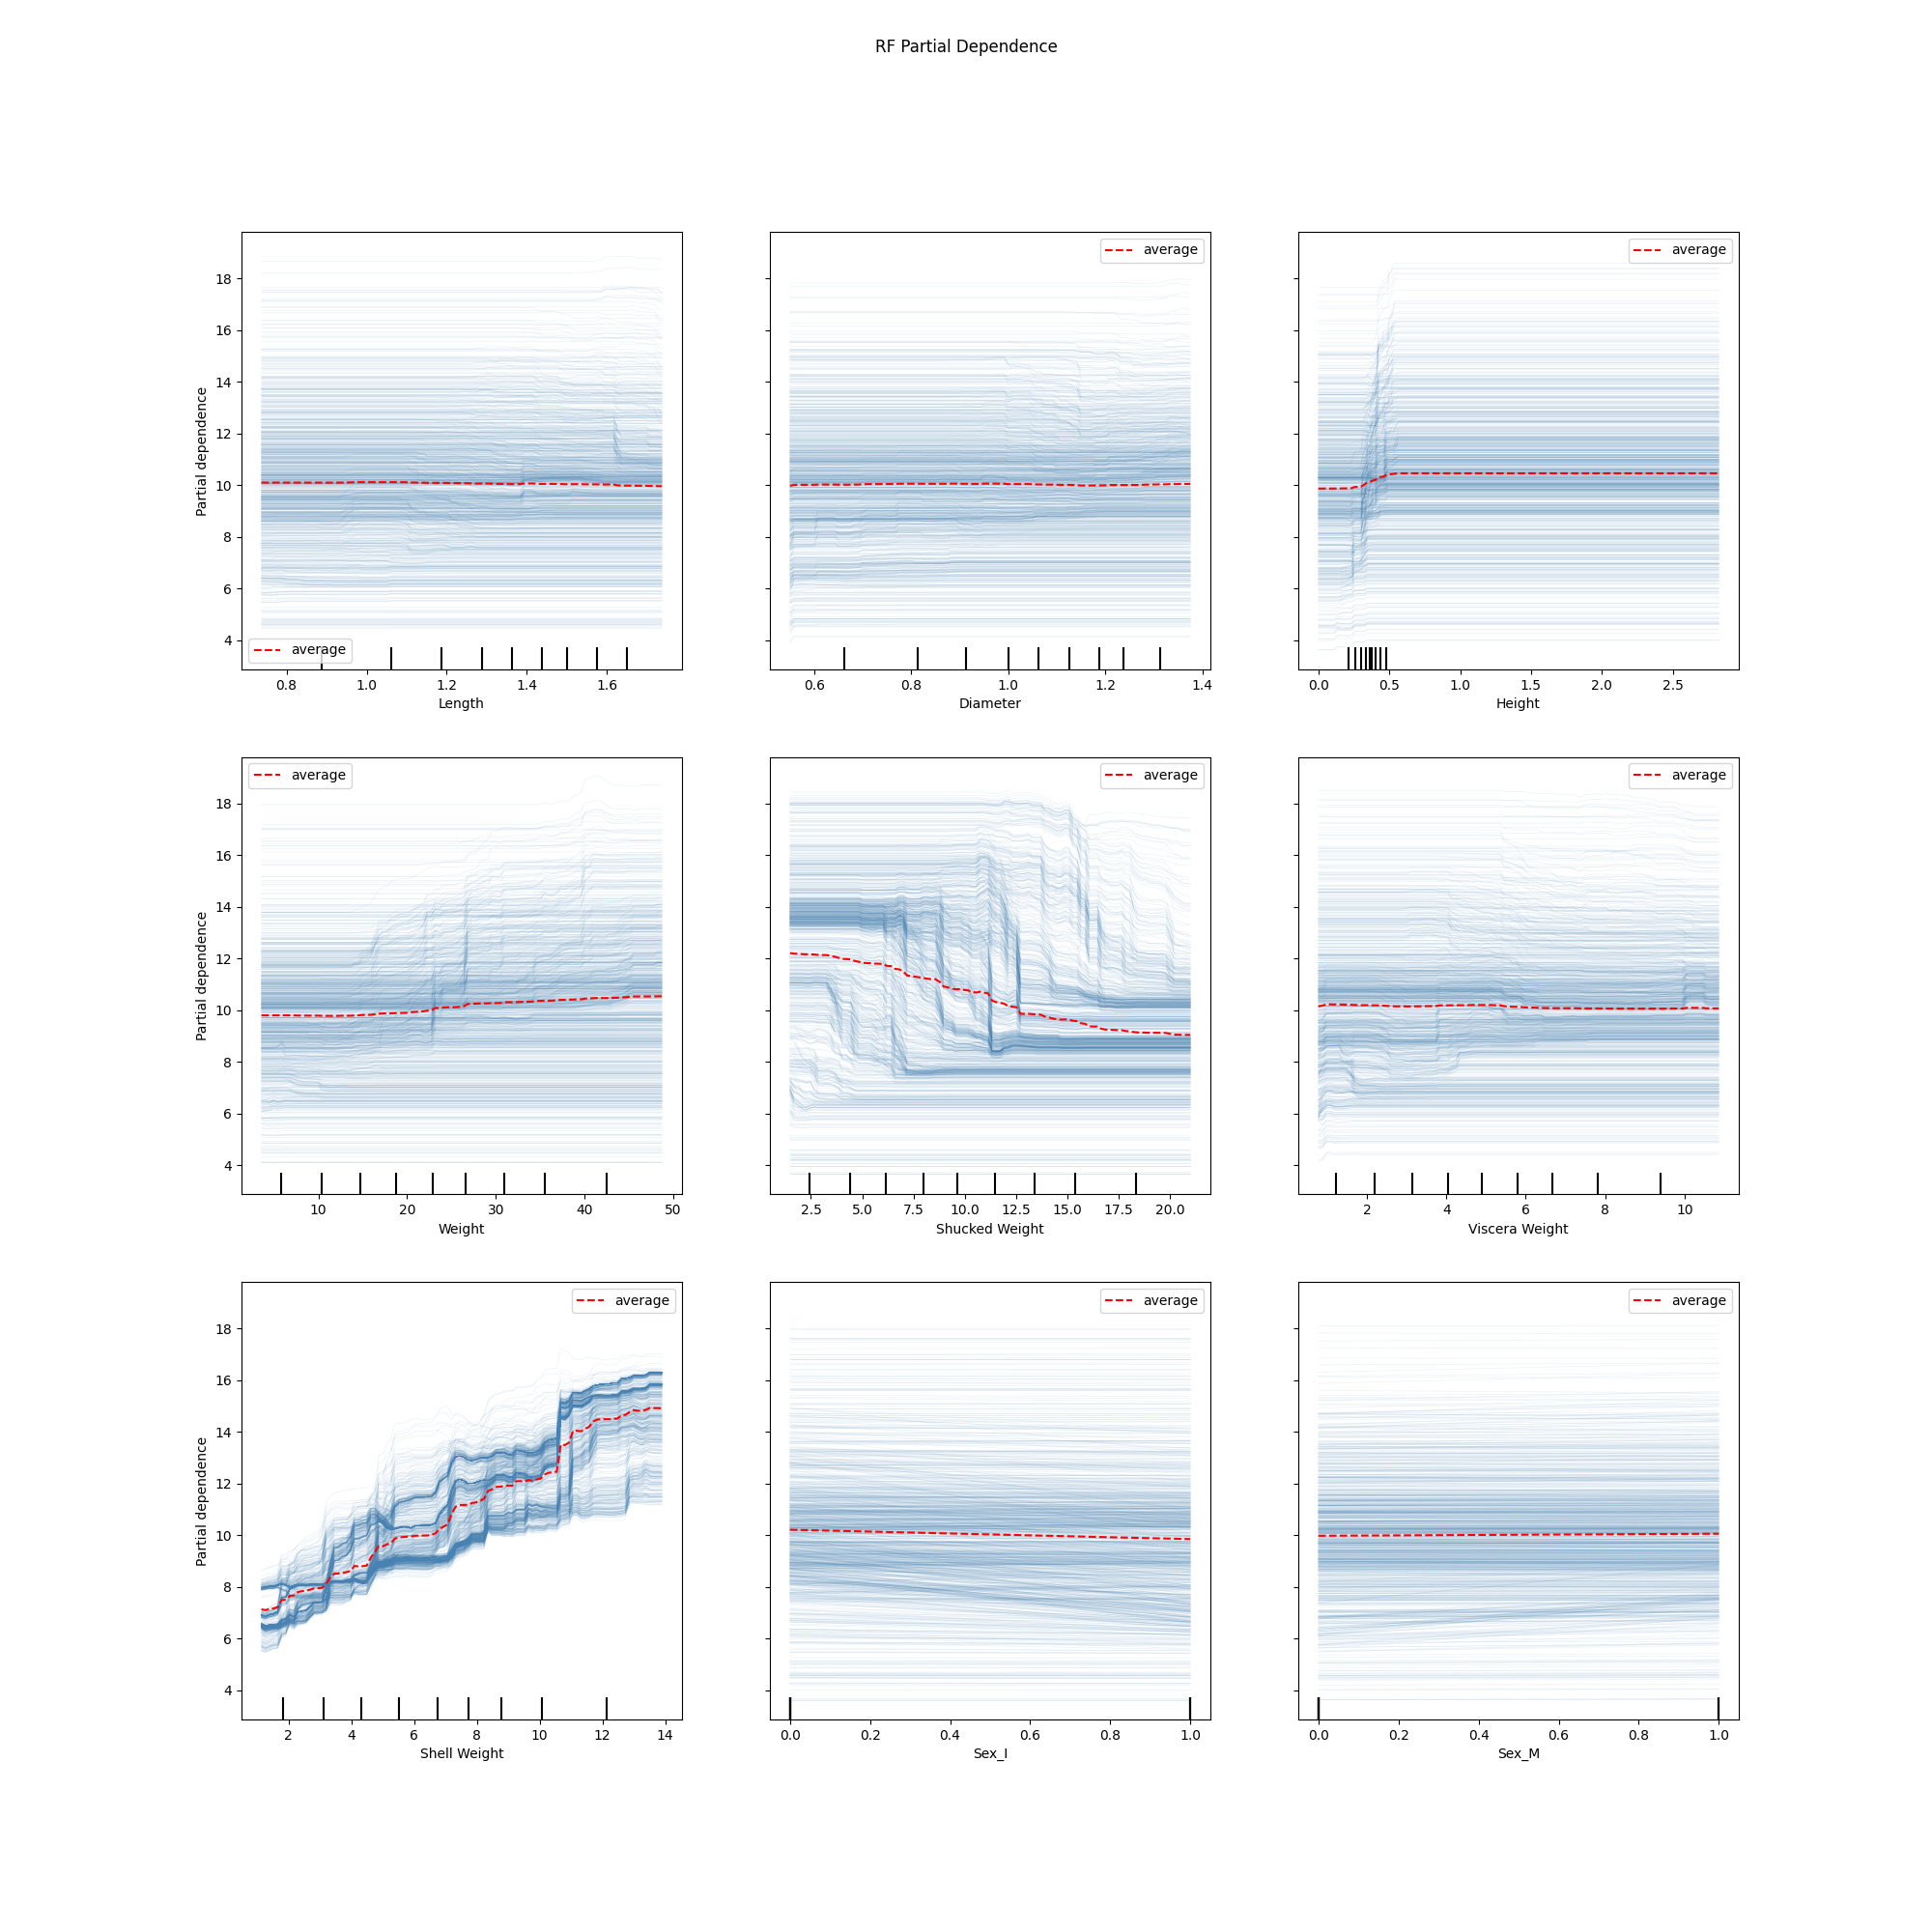 RF Partial Dependence
average
average
average
18
16
14
12
10
8
6
4
Partial dependence
0.8 1.0 1.2 1.4 1.6
Length
0.6 0.8 1.0 1.2 1.4
Diameter
0.0 0.5 1.0 1.5 2.0 2.5
Height
average
average
average
18
16
14
12
10
8
6
4
Partial dependence
10 20 30 40 50
Weight
2.5 5.0 7.5 10.0 12.5 15.0 17.5 20.0
Shucked Weight
2 4 6 8 10
Viscera Weight
average
average
average
18
16
14
12
10
8
6
4
Partial dependence
2 4 6 8 10 12 14
Shell Weight
0.0 0.2 0.4 0.6 0.8 1.0
Sex_I
0.0 0.2 0.4 0.6 0.8 1.0
Sex_M